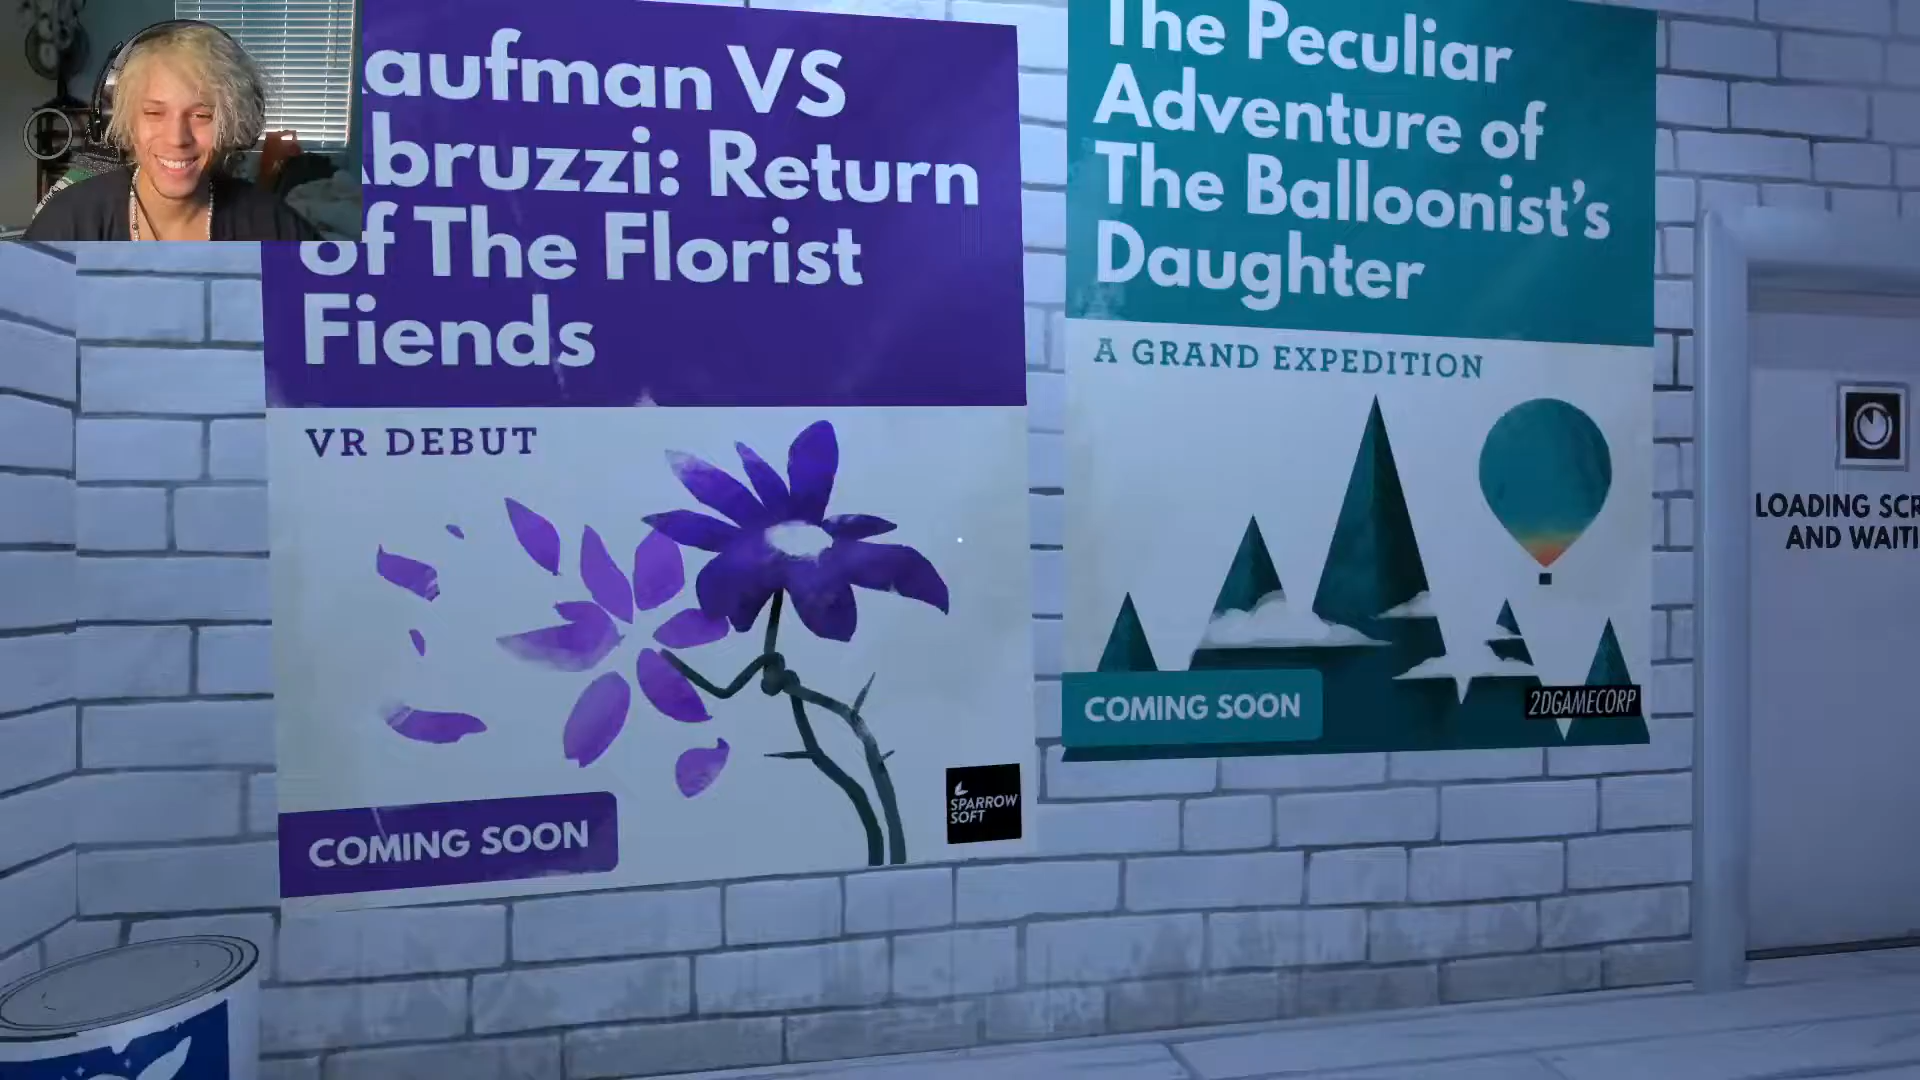 aufman VS
bruzzi: Return
of The Florist
Fiends
VR DEBUT
COMING SOON
SPARROW
SOFT
The Peculiar
Adventure of
The Balloonist's
Daughter
A GRAND EXPEDITION
COMING SOON
2DGAMECORP
LOADING SCR
AND WAITI